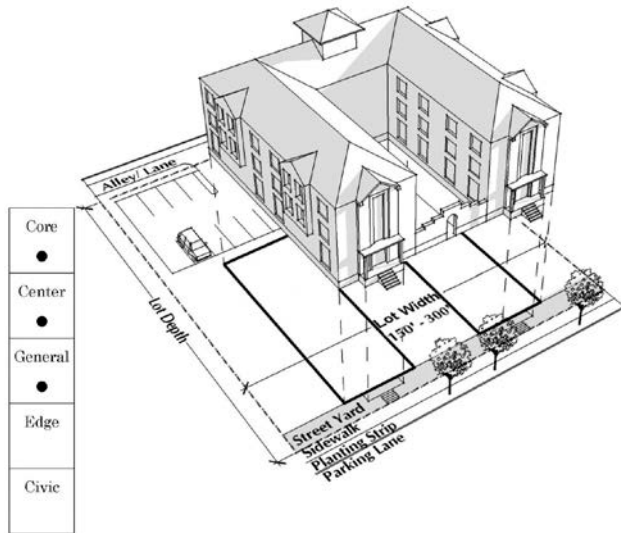 Alley/ Lane
Core
Center
General
Edge
Civic
Lot Depth
Lot Width
150' - 300'
Street Yard
Sidewalk
Planting Strip
Parking Lane